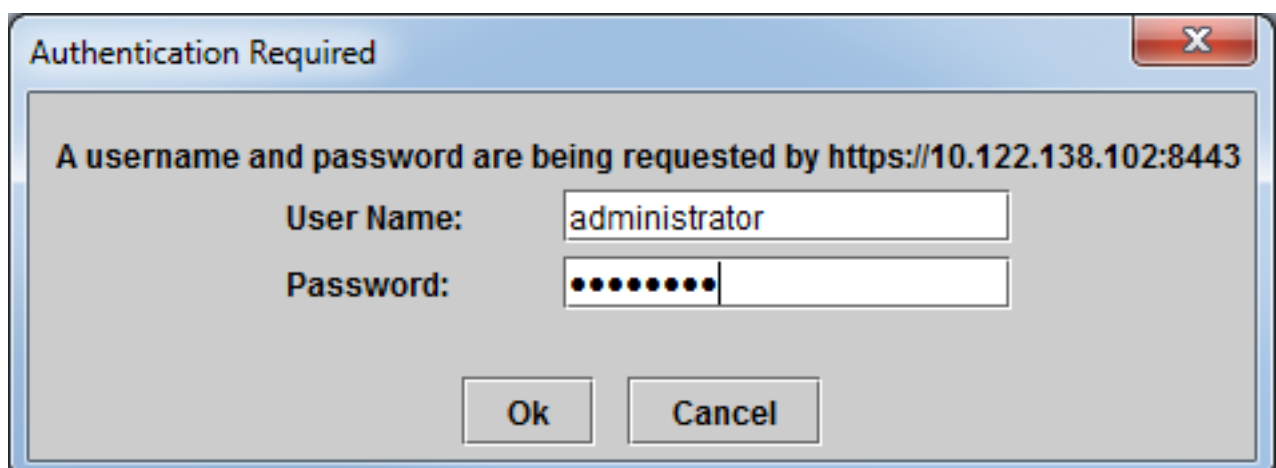 Authentication Required
A username and password are being requested by https://10.122.138.102:8443
User Name: administrator
Password: ••••••••
Ok Cancel